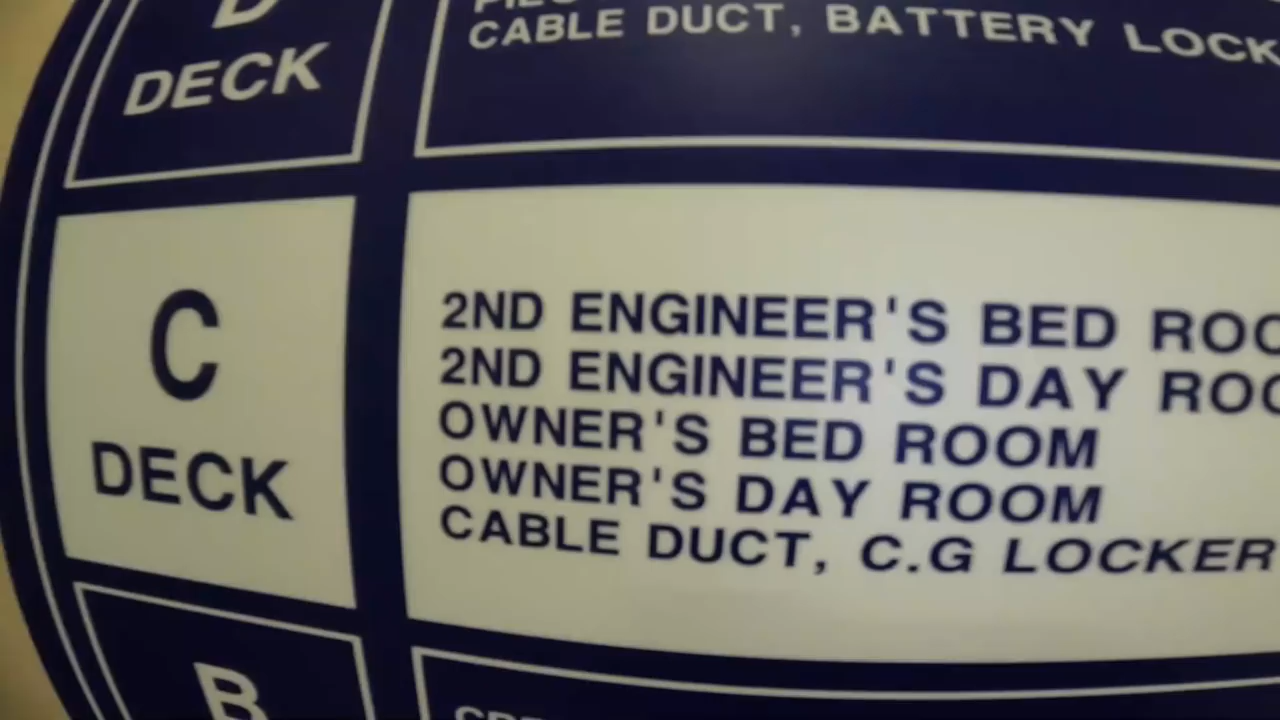 D
DECK
CABLE DUCT, BATTERY LOCK
C
DECK
2ND ENGINEER'S BED ROO
2ND ENGINEER'S DAY ROO
OWNER'S BED ROOM
OWNER'S DAY ROOM
CABLE DUCT, C.G LOCKER
B